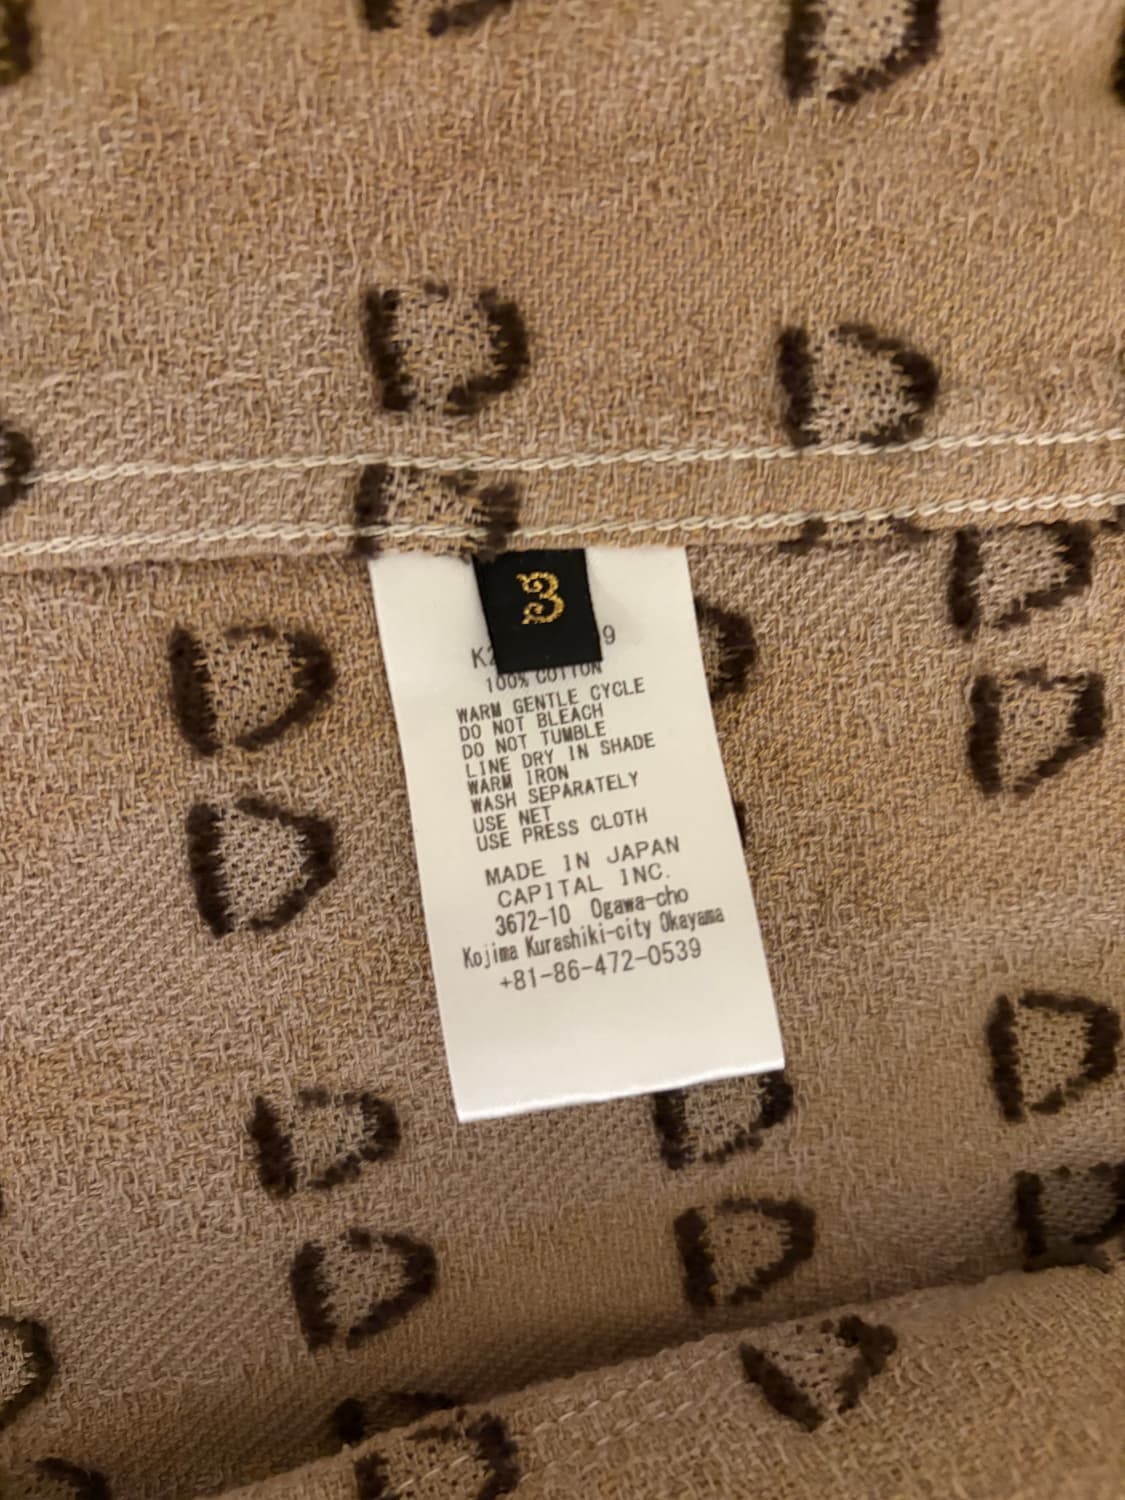 3
100% COTTON
WARM GENTLE CYCLE
DO NOT BLEACH
DO NOT TUMBLE
LINE DRY IN SHADE
WARM IRON
WASH SEPARATELY
USE NET
USE PRESS CLOTH
MADE IN JAPAN
CAPITAL INC.
3672-10 Ogawa-cho
Kojima Kurashiki-city Okayama
+81-86-472-0539